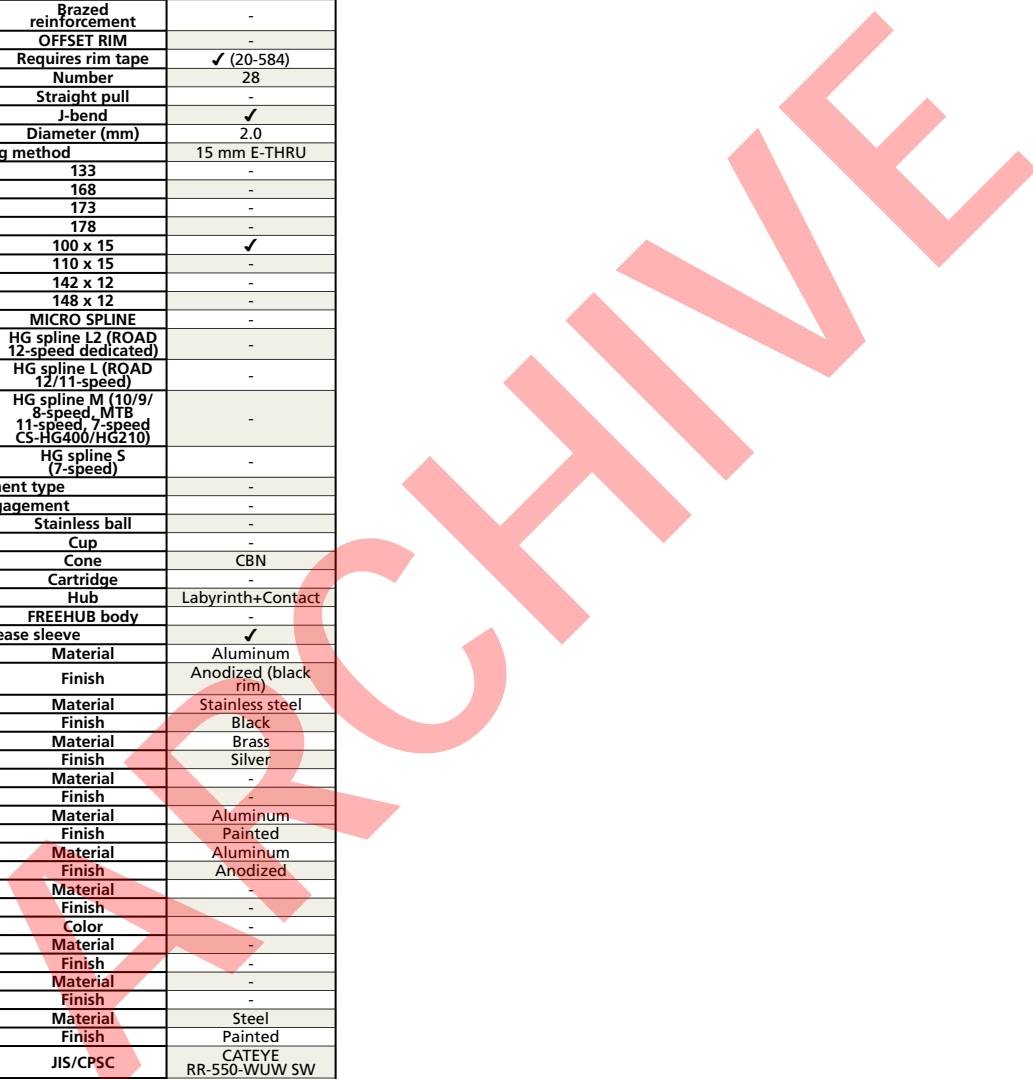 Brazed
reinforcement -
OFFSET RIM -
Requires rim tape ✓ (20-584)
Number 28
Straight pull -
J-bend ✓
Diameter (mm) 2.0
g method 15 mm E-THRU
133 -
168 -
173 -
178 -
100 x 15 ✓
110 x 15 -
142 x 12 -
148 x 12 -
MICRO SPLINE -
HG spline L2 (ROAD
12-speed dedicated) -
HG spline L (ROAD
12/11-speed) -
HG spline M (10/9/
8-speed, MTB
11-speed, 7-speed
CS-HG400/HG210) -
HG spline S
(7-speed) -
ment type -
gagement -
Stainless ball -
Cup -
Cone CBN
Cartridge -
Hub Labyrinth+Contact
FREEHUB body -
ease sleeve ✓
Material Aluminum
Finish Anodized (black
rim)
Material Stainless steel
Finish Black
Material Brass
Finish Silver
Material -
Finish -
Material Aluminum
Finish Painted
Material Aluminum
Finish Anodized
Material -
Finish -
Color -
Material -
Finish -
Material -
Finish -
Material Steel
Finish Painted
JIS/CPSC CATEYE
RR-550-WUW SW
ARCHIVE